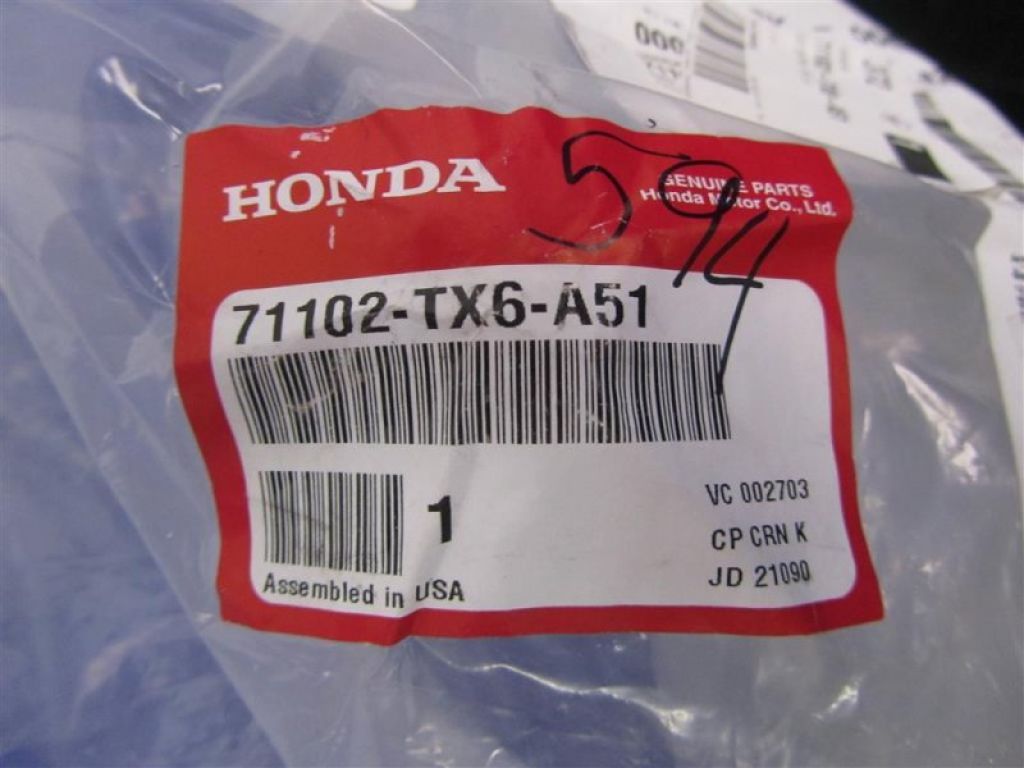 HONDA
594
GENUINE PARTS
Honda Motor Co., Ltd.
71102-TX6-A51
1
VC 002703
CP CRN K
JD 21090
Assembled in USA
000